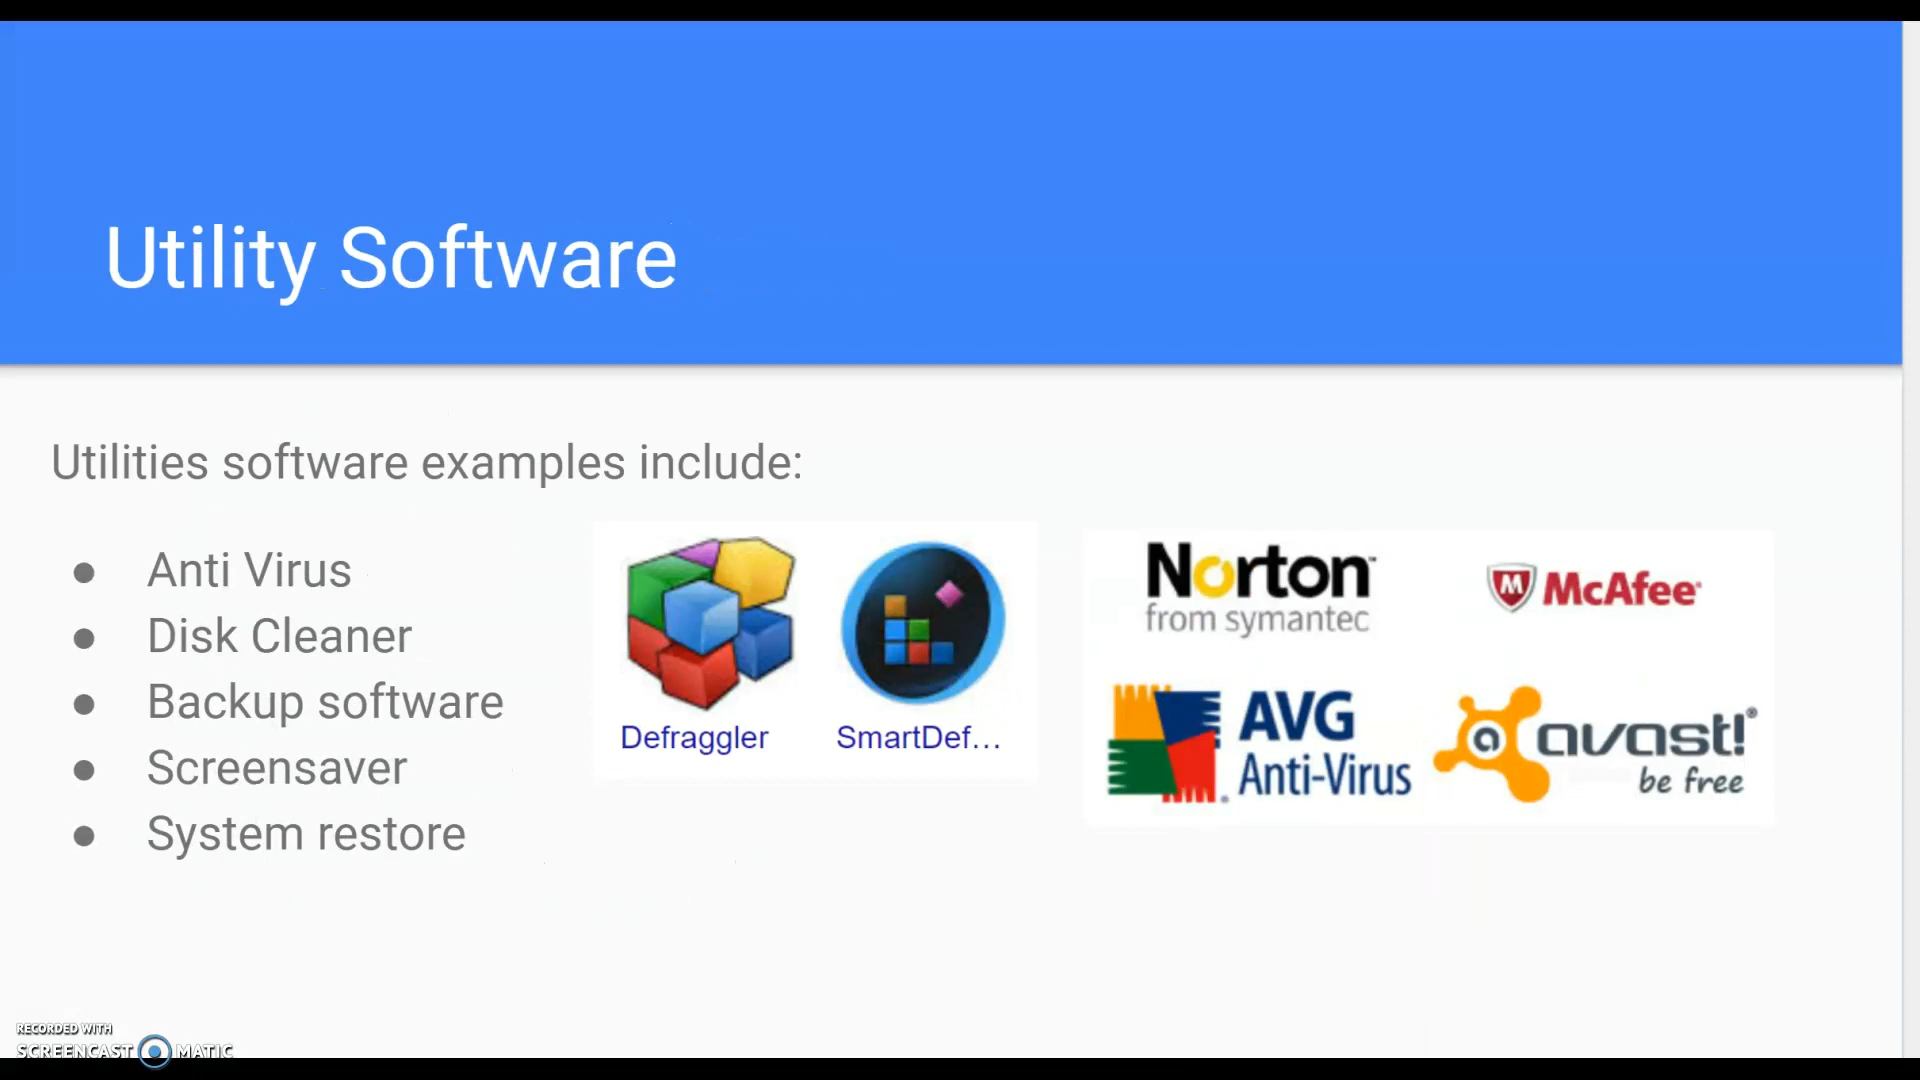 Utility Software
Utilities software examples include:
● Anti Virus
● Disk Cleaner
● Backup software
● Screensaver
● System restore
Defraggler
SmartDef...
Norton™
from symantec
McAfee®
AVG
Anti-Virus
avast!®
be free
RECORDED WITH
SCREENCAST MATIC